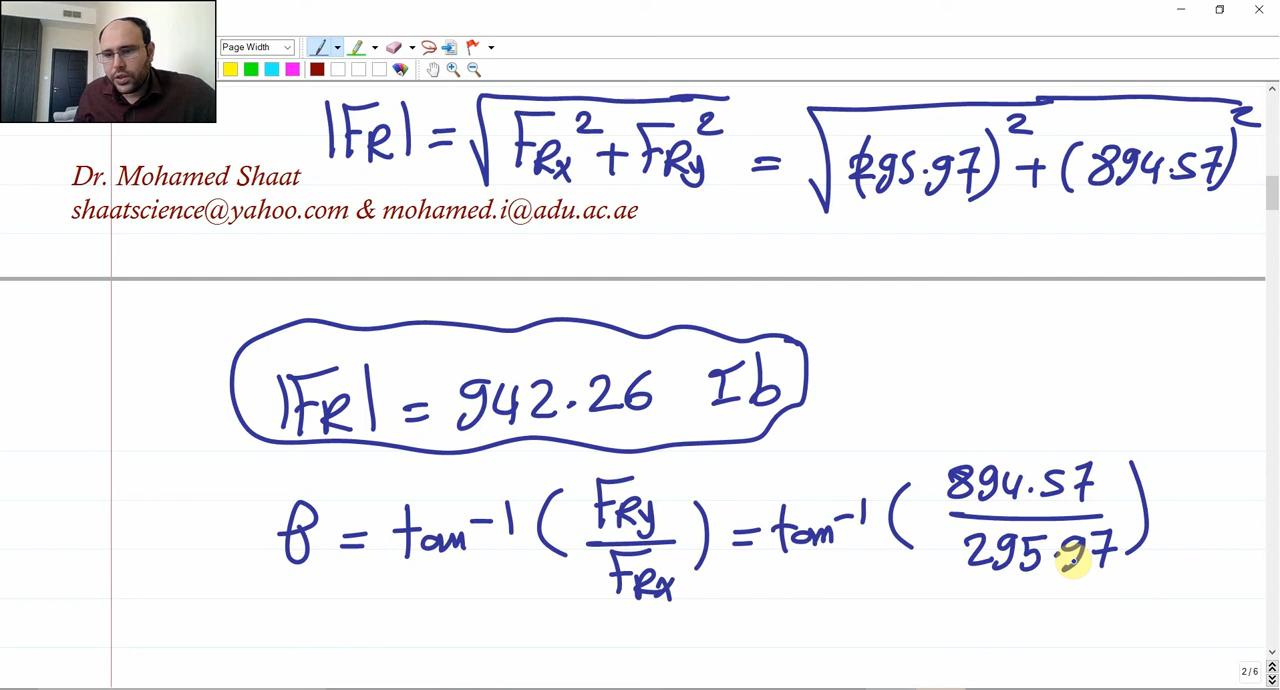 Page Width
|FR| = √FRx² + FRy² = √(295.97)² + (894.57)²
Dr. Mohamed Shaat
shaatscience@yahoo.com & mohamed.i@adu.ac.ae
|FR| = 942.26 Ib
θ = tan⁻¹ (FRy / FRx) = tan⁻¹ (894.57 / 295.97)
2/6